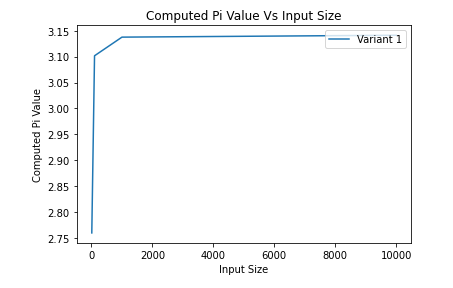 Computed Pi Value Vs Input Size
3.15
3.10
3.05
3.00
2.95
2.90
2.85
2.80
2.75
Computed Pi Value
Variant 1
0 2000 4000 6000 8000 10000
Input Size